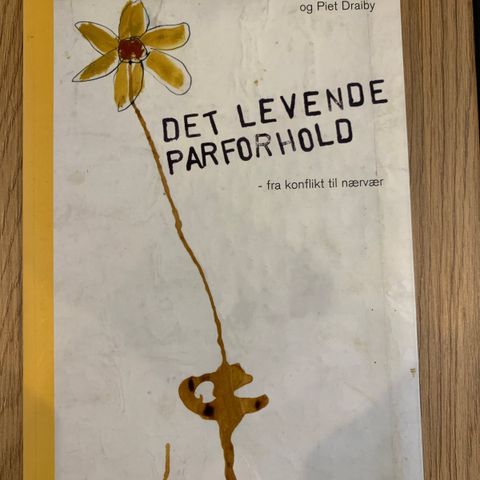 og Piet Draiby
DET LEVENDE
PARFORHOLD
- fra konflikt til nærvær